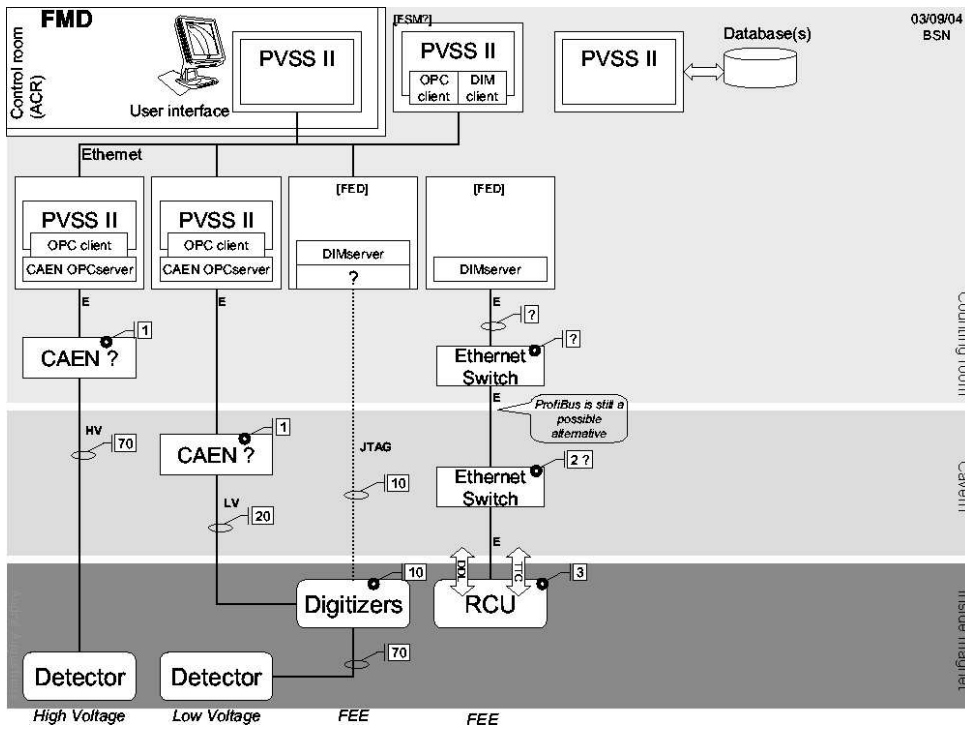 FMD
Control room
(ACR)
User interface
PVSS II
[FSM?]
PVSS II
OPC
client
DIM
client
PVSS II
Database(s)
03/09/04
BSN
Ethernet
PVSS II
OPC client
CAEN OPCserver
PVSS II
OPC client
CAEN OPCserver
[FED]
DIMserver
?
[FED]
DIMserver
E
E
E
?
1
CAEN ?
?
Ethernet
Switch
Counting room
E
ProfiBus is still a
possible
alternative
HV
70
1
CAEN ?
JTAG
10
2 ?
Ethernet
Switch
Cavern
LV
20
E
DDL
TTC
10
Digitizers
3
RCU
70
Inside magnet
Detector
Detector
High Voltage
Low Voltage
FEE
FEE